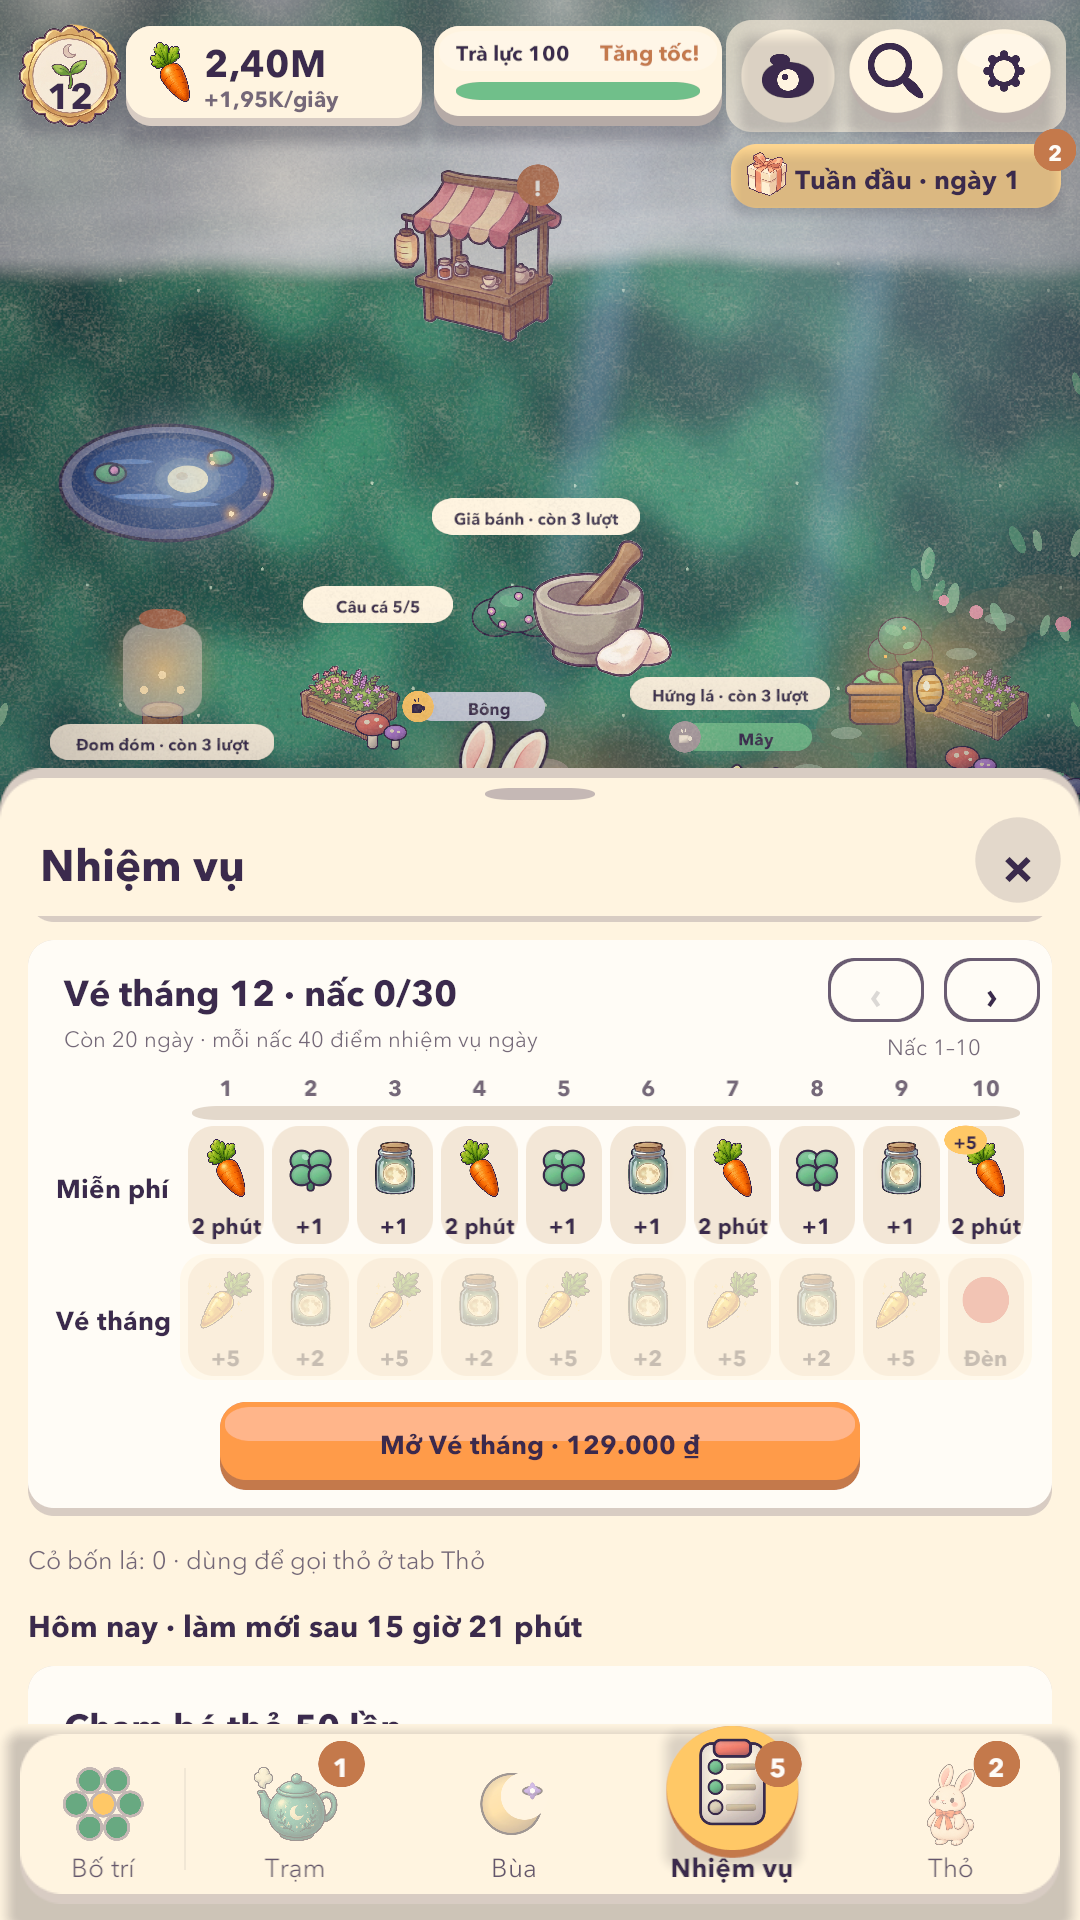 12
2,40M
+1,95K/giây
Trà lực 100
Tăng tốc!
2
Tuần đầu · ngày 1
!
Giã bánh · còn 3 lượt
Câu cá 5/5
Hứng lá · còn 3 lượt
Bông
Mây
Đom đóm · còn 3 lượt
Nhiệm vụ
×
Vé tháng 12 · nấc 0/30
‹ ›
Còn 20 ngày · mỗi nấc 40 điểm nhiệm vụ ngày
Nấc 1–10
1 2 3 4 5 6 7 8 9 10
+5
Miễn phí
2 phút +1 +1 2 phút +1 +1 2 phút +1 +1 2 phút
Vé tháng
+5 +2 +5 +2 +5 +2 +5 +2 +5 Đèn
Mở Vé tháng · 129.000 ₫
Cỏ bốn lá: 0 · dùng để gọi thỏ ở tab Thỏ
Hôm nay · làm mới sau 15 giờ 21 phút
Chạm bé thỏ 50 lần
1
5
2
Bố trí
Trạm
Bùa
Nhiệm vụ
Thỏ